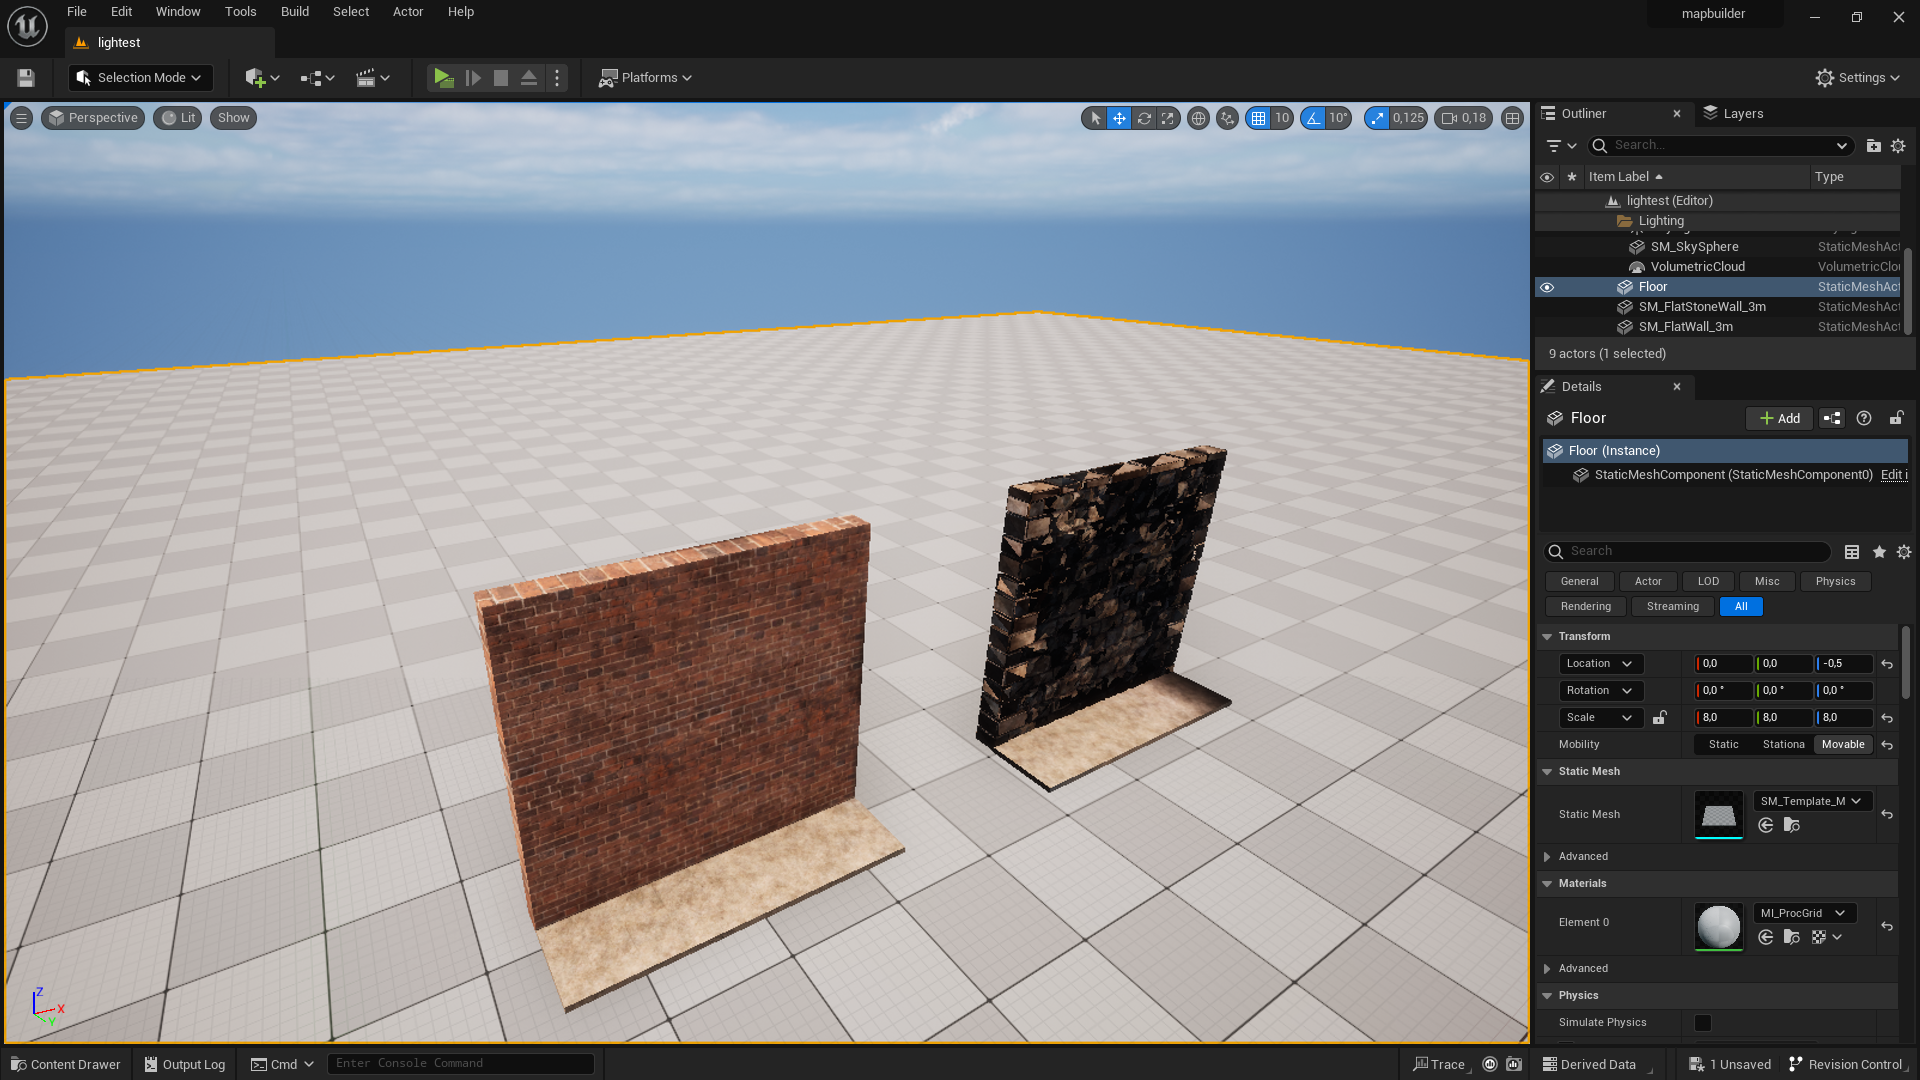 File Edit Window Tools Build Select Actor Help
mapbuilder
lightest
Selection Mode
Platforms
Settings
Perspective Lit Show
10 10° 0,125 0,18
Outliner
Layers
Search...
Item Label Type
lightest (Editor)
Lighting
SM_SkySphere StaticMeshAct
VolumetricCloud VolumetricClou
Floor StaticMeshAct
SM_FlatStoneWall_3m StaticMeshAct
SM_FlatWall_3m StaticMeshAct
9 actors (1 selected)
Details
Floor
Add
Floor (Instance)
StaticMeshComponent (StaticMeshComponent0) Edit i
Search
General Actor LOD Misc Physics
Rendering Streaming All
Transform
Location 0,0 0,0 -0,5
Rotation 0,0 ° 0,0 ° 0,0 °
Scale 8,0 8,0 8,0
Mobility Static Stationa Movable
Static Mesh
Static Mesh SM_Template_M
Advanced
Materials
Element 0 MI_ProcGrid
Advanced
Physics
Simulate Physics
Z
X
Y
Content Drawer Output Log Cmd Enter Console Command
Trace Derived Data 1 Unsaved Revision Control